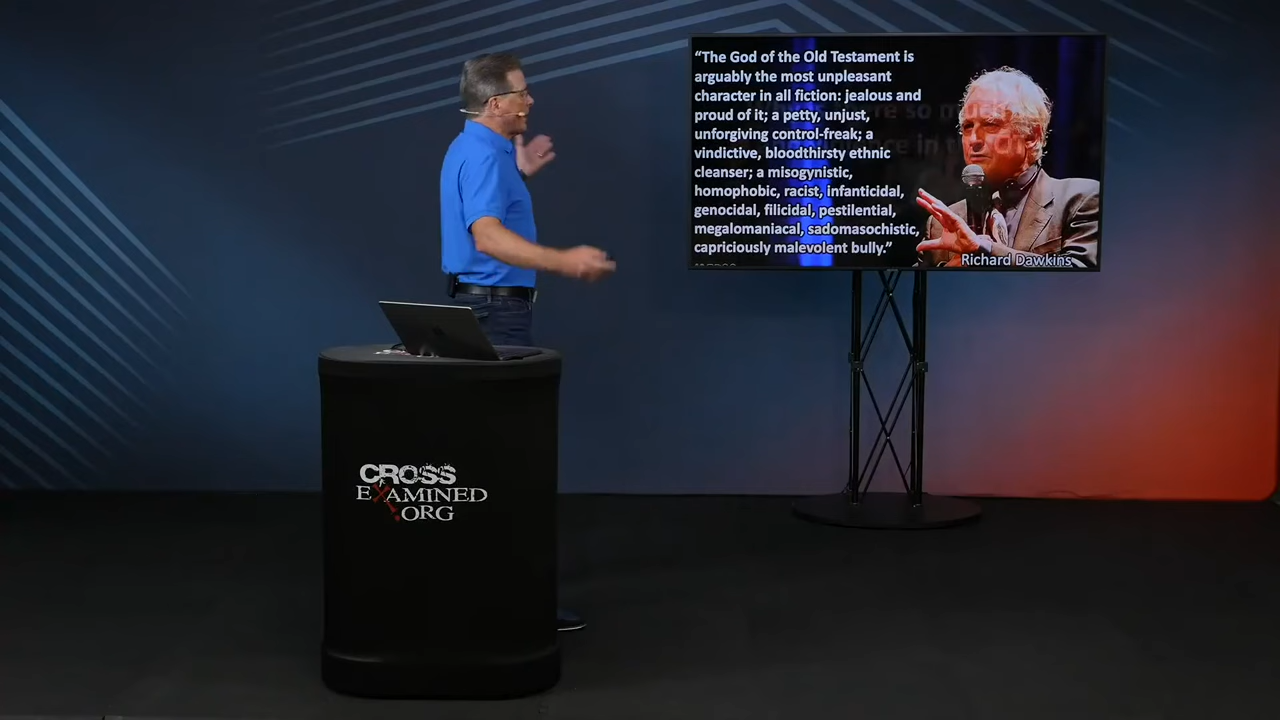 “The God of the Old Testament is
arguably the most unpleasant
character in all fiction: jealous and
proud of it; a petty, unjust,
unforgiving control-freak; a
vindictive, bloodthirsty ethnic
cleanser; a misogynistic,
homophobic, racist, infanticidal,
genocidal, filicidal, pestilential,
megalomaniacal, sadomasochistic,
capriciously malevolent bully.”
Richard Dawkins
CROSS
EXAMINED
.ORG